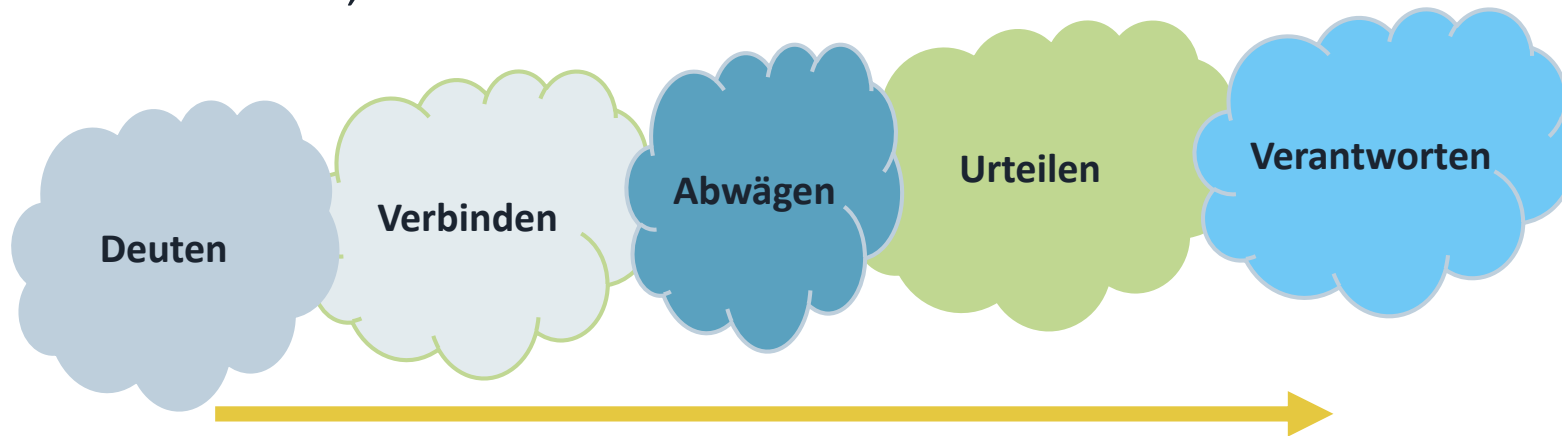 Deuten
Verbinden
Abwägen
Urteilen
Verantworten